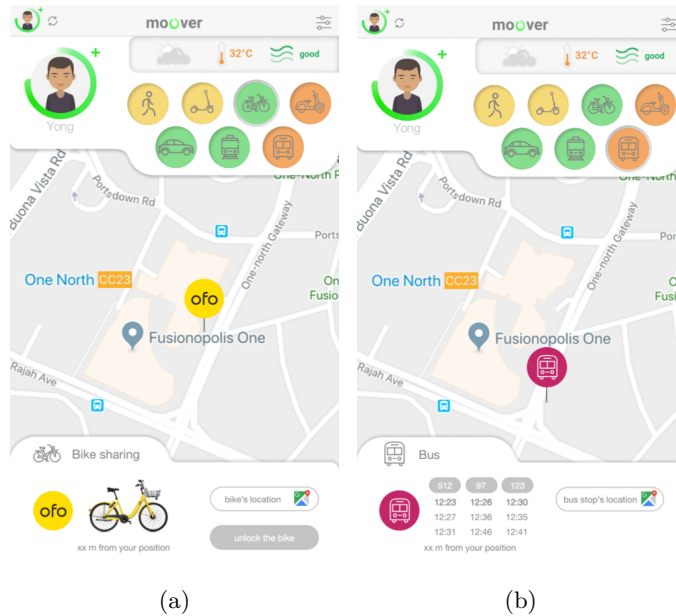 moover
32°C
good
Yong
One-North
Buona Vista Rd
Portsdown Rd
One-north Gateway
Ports
One North CC23
On
Fusio
ofo
Fusionopolis One
Rajah Ave
Bike sharing
ofo
bike's location
unlock the bike
xx m from your position
(a)
moover
32°C
good
Yong
One-North
Buona Vista Rd
Portsdown Rd
One-north Gateway
Ports
One North CC23
O
Fusi
Fusionopolis One
Rajah Ave
Bus
512 97 123
12:23 12:26 12:30
12:27 12:36 12:35
12:31 12:46 12:41
bus stop's location
xx m from your position
(b)